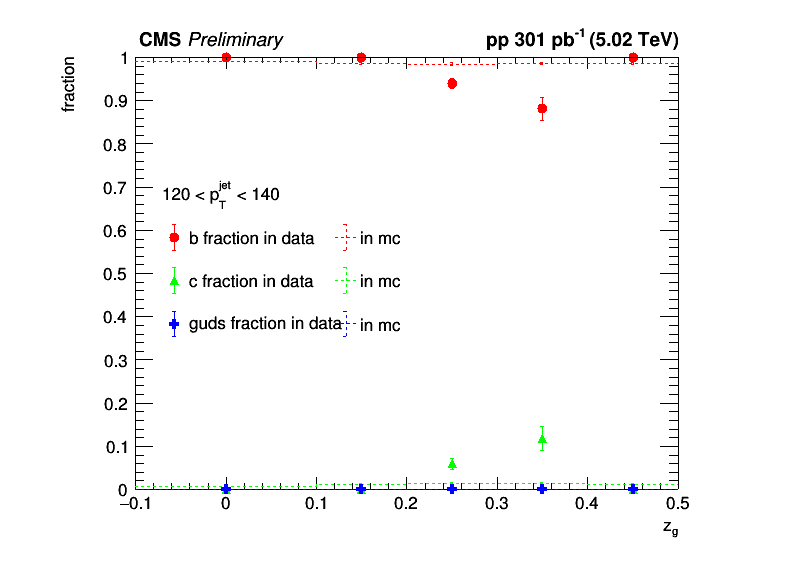 CMS Preliminary pp 301 pb⁻¹ (5.02 TeV)
fraction
1
0.9
0.8
0.7
0.6
0.5
0.4
0.3
0.2
0.1
0
120 < p_T^jet < 140
b fraction in data in mc
c fraction in data in mc
guds fraction in data in mc
−0.1 0 0.1 0.2 0.3 0.4 0.5
z_g